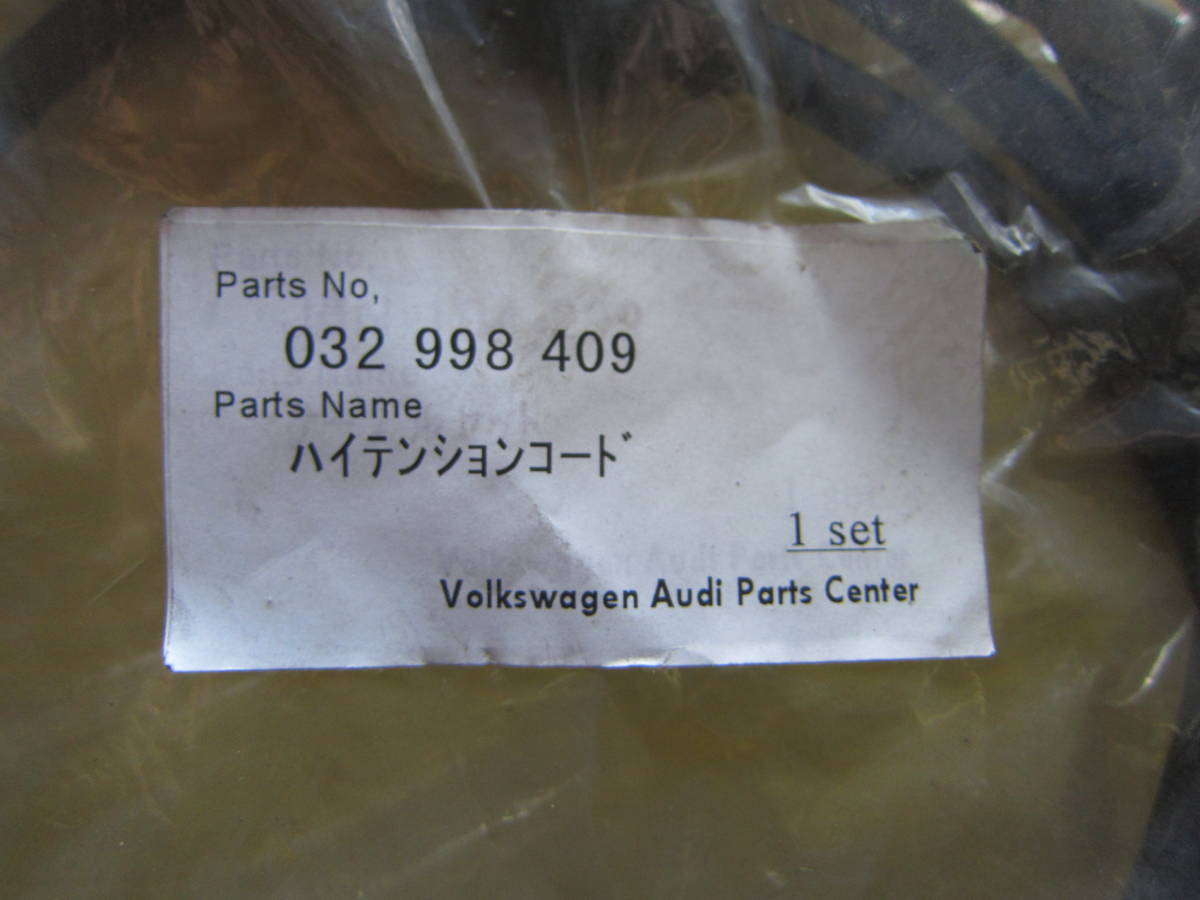 Parts No,
032 998 409
Parts Name
ﾊイテンションコード
1 set
Volkswagen Audi Parts Center